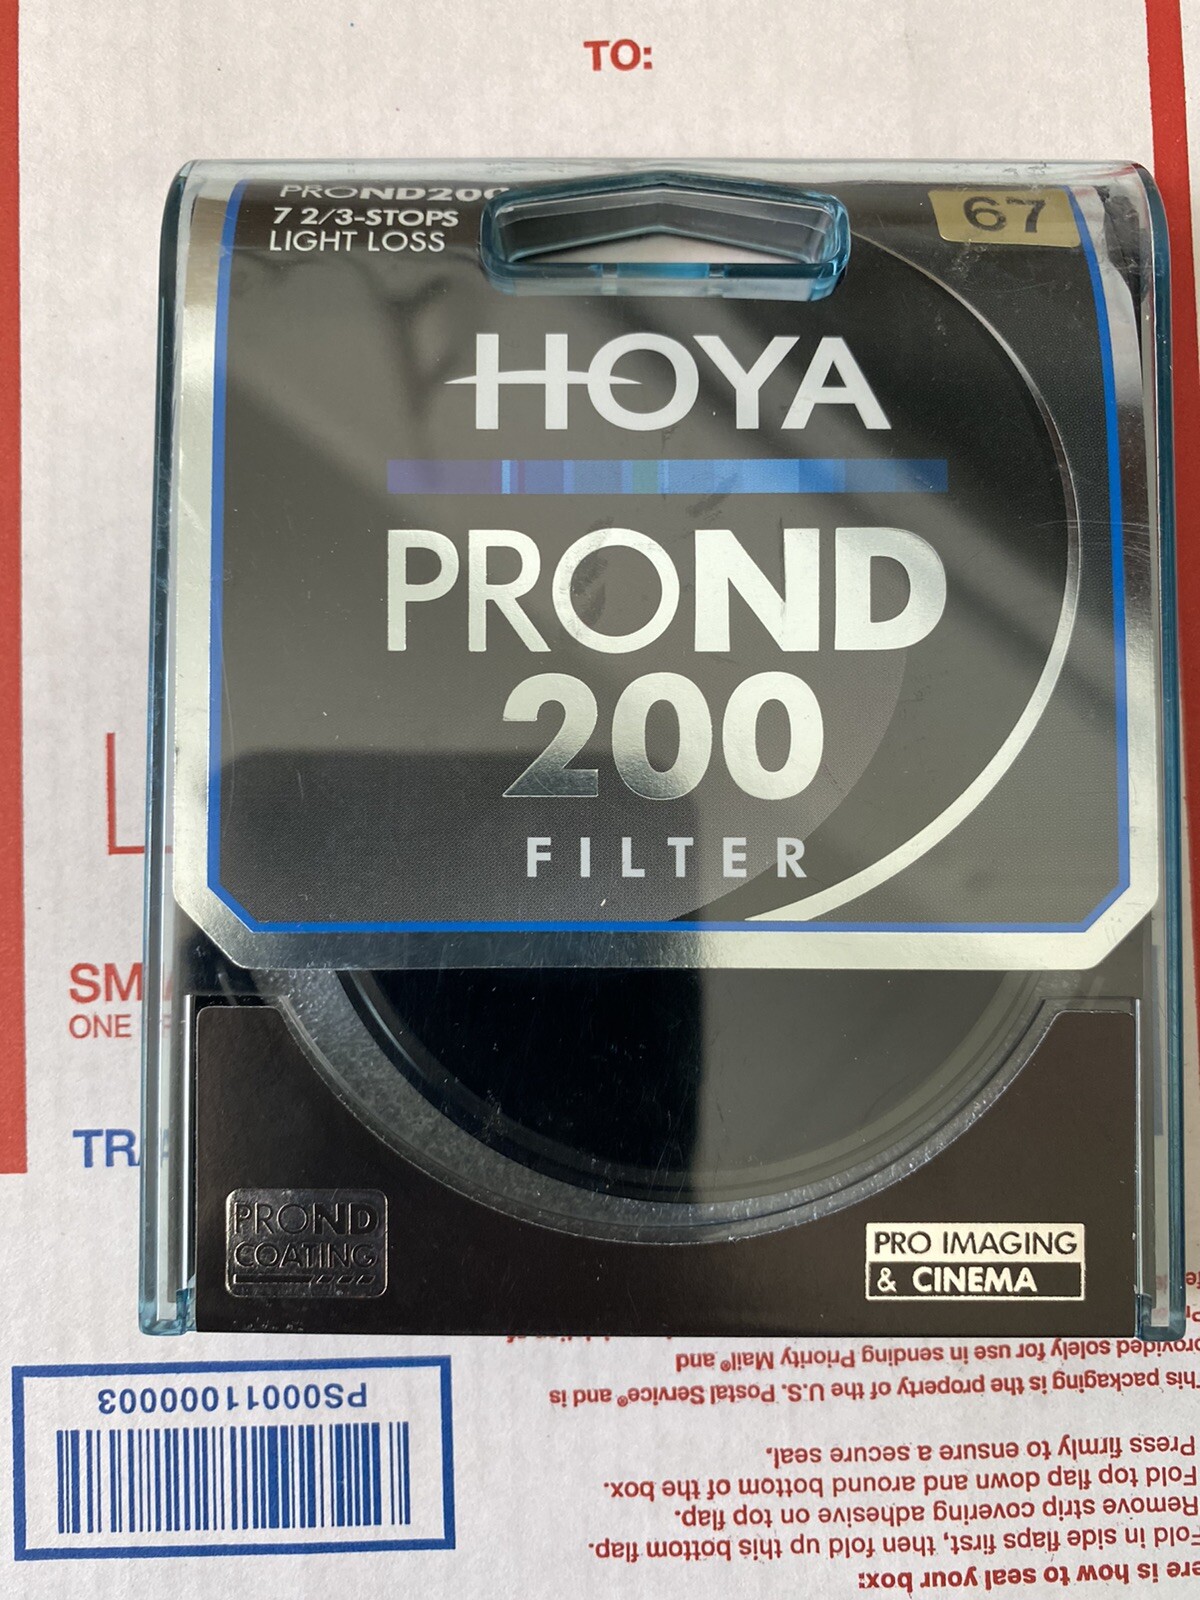 TO:
PROND200
7 2/3-STOPS
LIGHT LOSS
67
HOYA
PROND
200
FILTER
SM
ONE
TRA
PROND
COATING
PRO IMAGING
& CINEMA
PS00011000003
ere is how to seal your box:
Fold in side flaps first, then fold up this bottom flap.
Remove strip covering adhesive on top flap.
Fold top flap down and around bottom of the box.
Press firmly to ensure a secure seal.
This packaging is the property of the U.S. Postal Service® and is
provided solely for use in sending Priority Mail® and